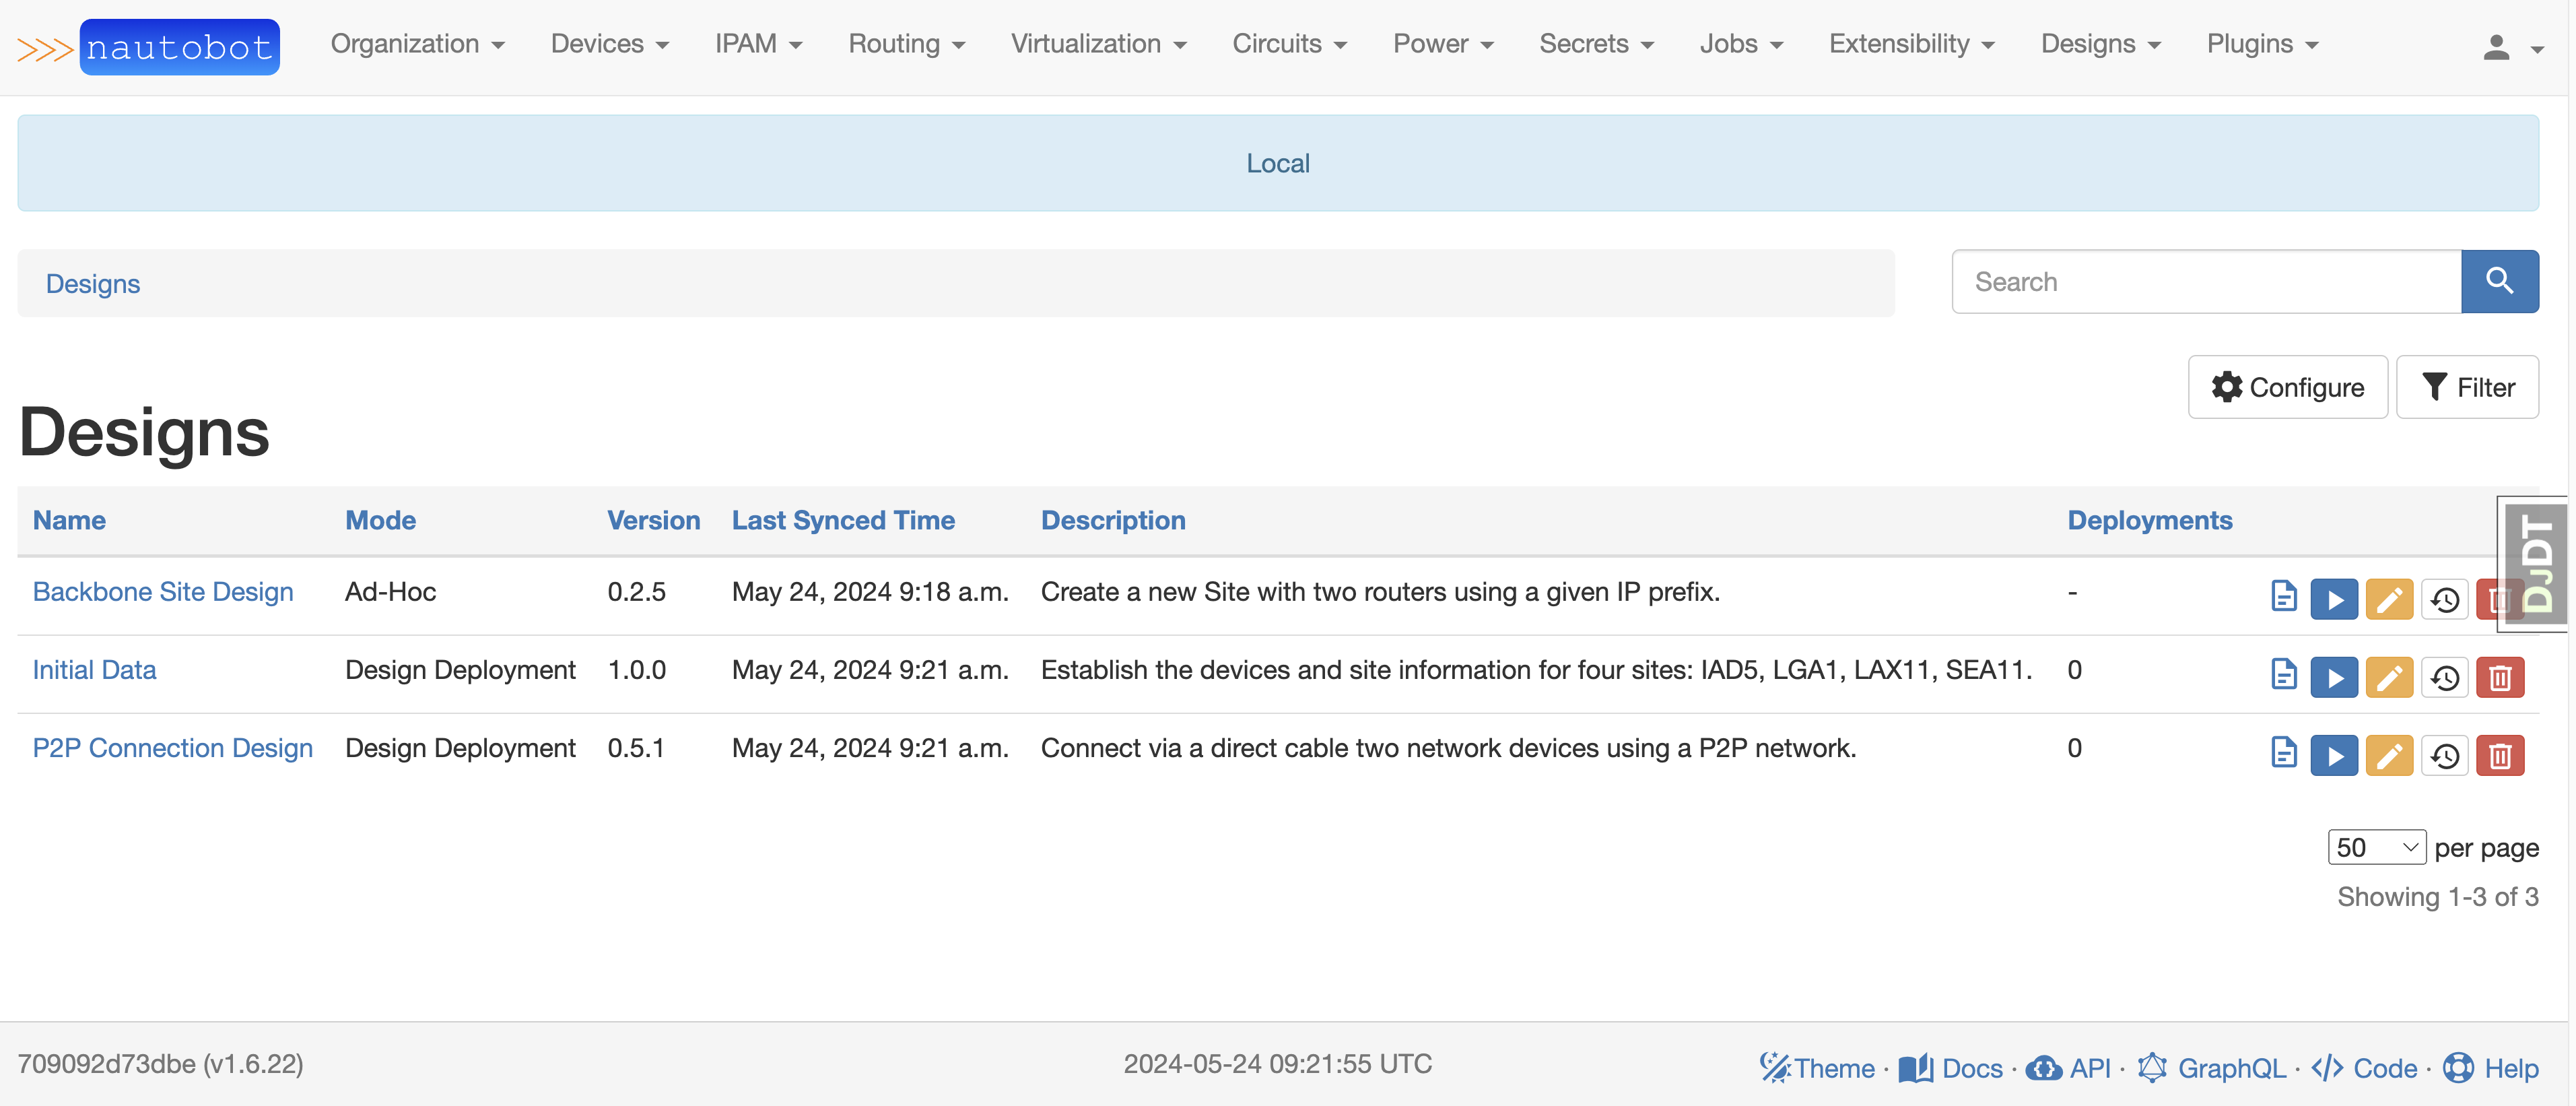 >>> nautobot Organization Devices IPAM Routing Virtualization Circuits Power Secrets Jobs Extensibility Designs Plugins
Local
Designs
Search
Configure Filter
Designs
Name Mode Version Last Synced Time Description Deployments
DJDT
Backbone Site Design Ad-Hoc 0.2.5 May 24, 2024 9:18 a.m. Create a new Site with two routers using a given IP prefix. -
Initial Data Design Deployment 1.0.0 May 24, 2024 9:21 a.m. Establish the devices and site information for four sites: IAD5, LGA1, LAX11, SEA11. 0
P2P Connection Design Design Deployment 0.5.1 May 24, 2024 9:21 a.m. Connect via a direct cable two network devices using a P2P network. 0
50 per page
Showing 1-3 of 3
709092d73dbe (v1.6.22) 2024-05-24 09:21:55 UTC Theme · Docs · API · GraphQL · Code · Help